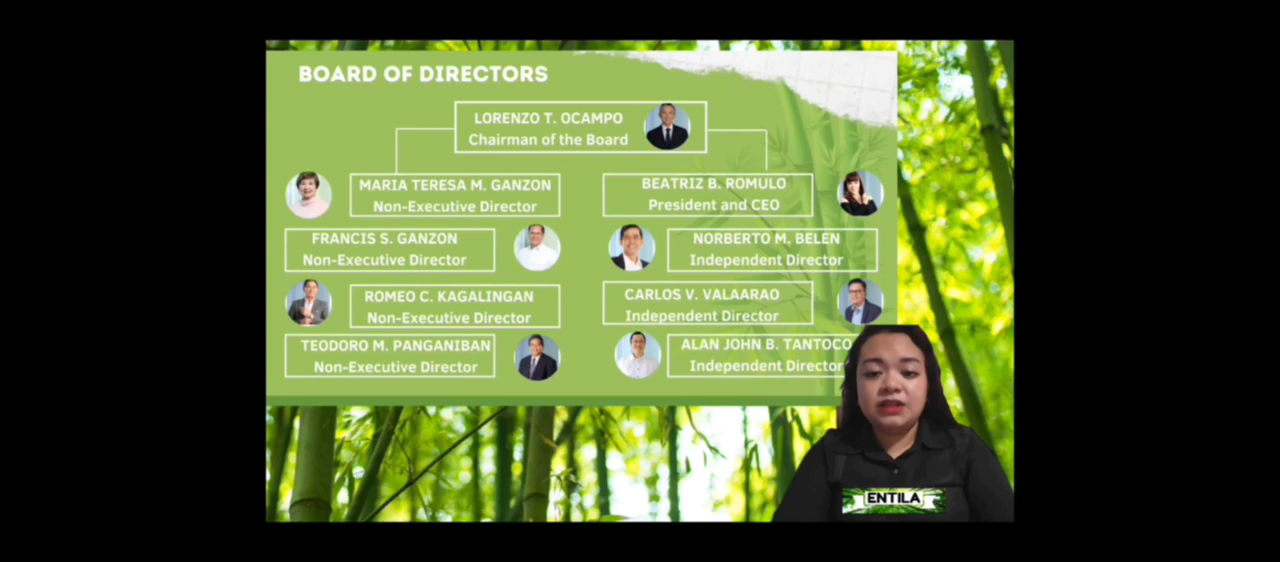 BOARD OF DIRECTORS
LORENZO T. OCAMPO
Chairman of the Board
MARIA TERESA M. GANZON
Non-Executive Director
BEATRIZ B. ROMULO
President and CEO
FRANCIS S. GANZON
Non-Executive Director
NORBERTO M. BELEN
Independent Director
ROMEO C. KAGALINGAN
Non-Executive Director
CARLOS V. VALAARAO
Independent Director
TEODORO M. PANGANIBAN
Non-Executive Director
ALAN JOHN B. TANTOCO
Independent Director
ENTILA